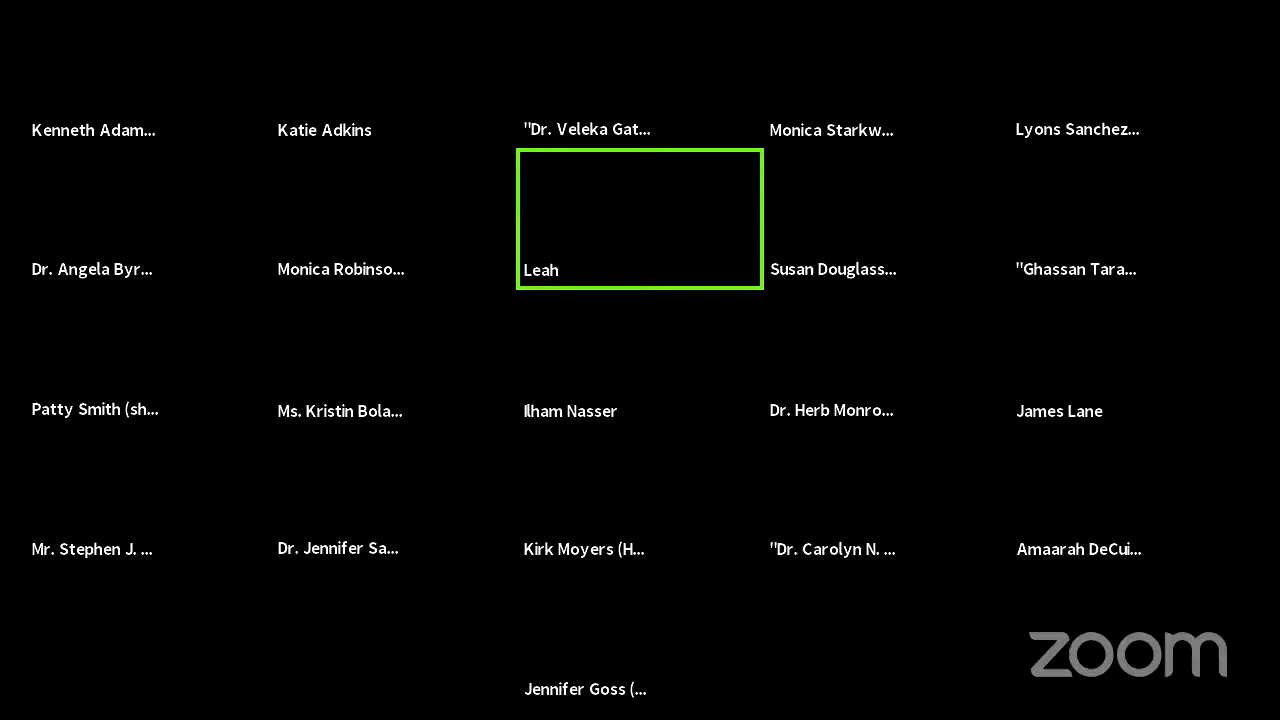 Kenneth Adam...
Katie Adkins
"Dr. Veleka Gat...
Monica Starkw...
Lyons Sanchez...
Dr. Angela Byr...
Monica Robinso...
Leah
Susan Douglass...
"Ghassan Tara...
Patty Smith (sh...
Ms. Kristin Bola...
Ilham Nasser
Dr. Herb Monro...
James Lane
Mr. Stephen J. ...
Dr. Jennifer Sa...
Kirk Moyers (H...
"Dr. Carolyn N. ...
Amaarah DeCui...
Jennifer Goss (...
zoom